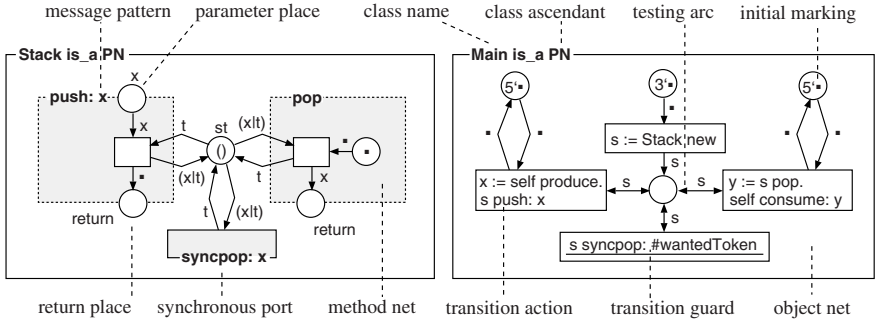 message pattern parameter place class name class ascendant testing arc initial marking
Stack is_a PN Main is_a PN
x
push: x pop
5'▪ 3'▪ 5'▪
x t st (x|t) ▪
() ▪ ▪ ▪ ▪ ▪ ▪
s := Stack new
▪ (x|t) t x s
x := self produce. s s y := s pop.
s push: x self consume: y
return t (x|t) return s
syncpop: x s syncpop: #wantedToken
return place synchronous port method net transition action transition guard object net